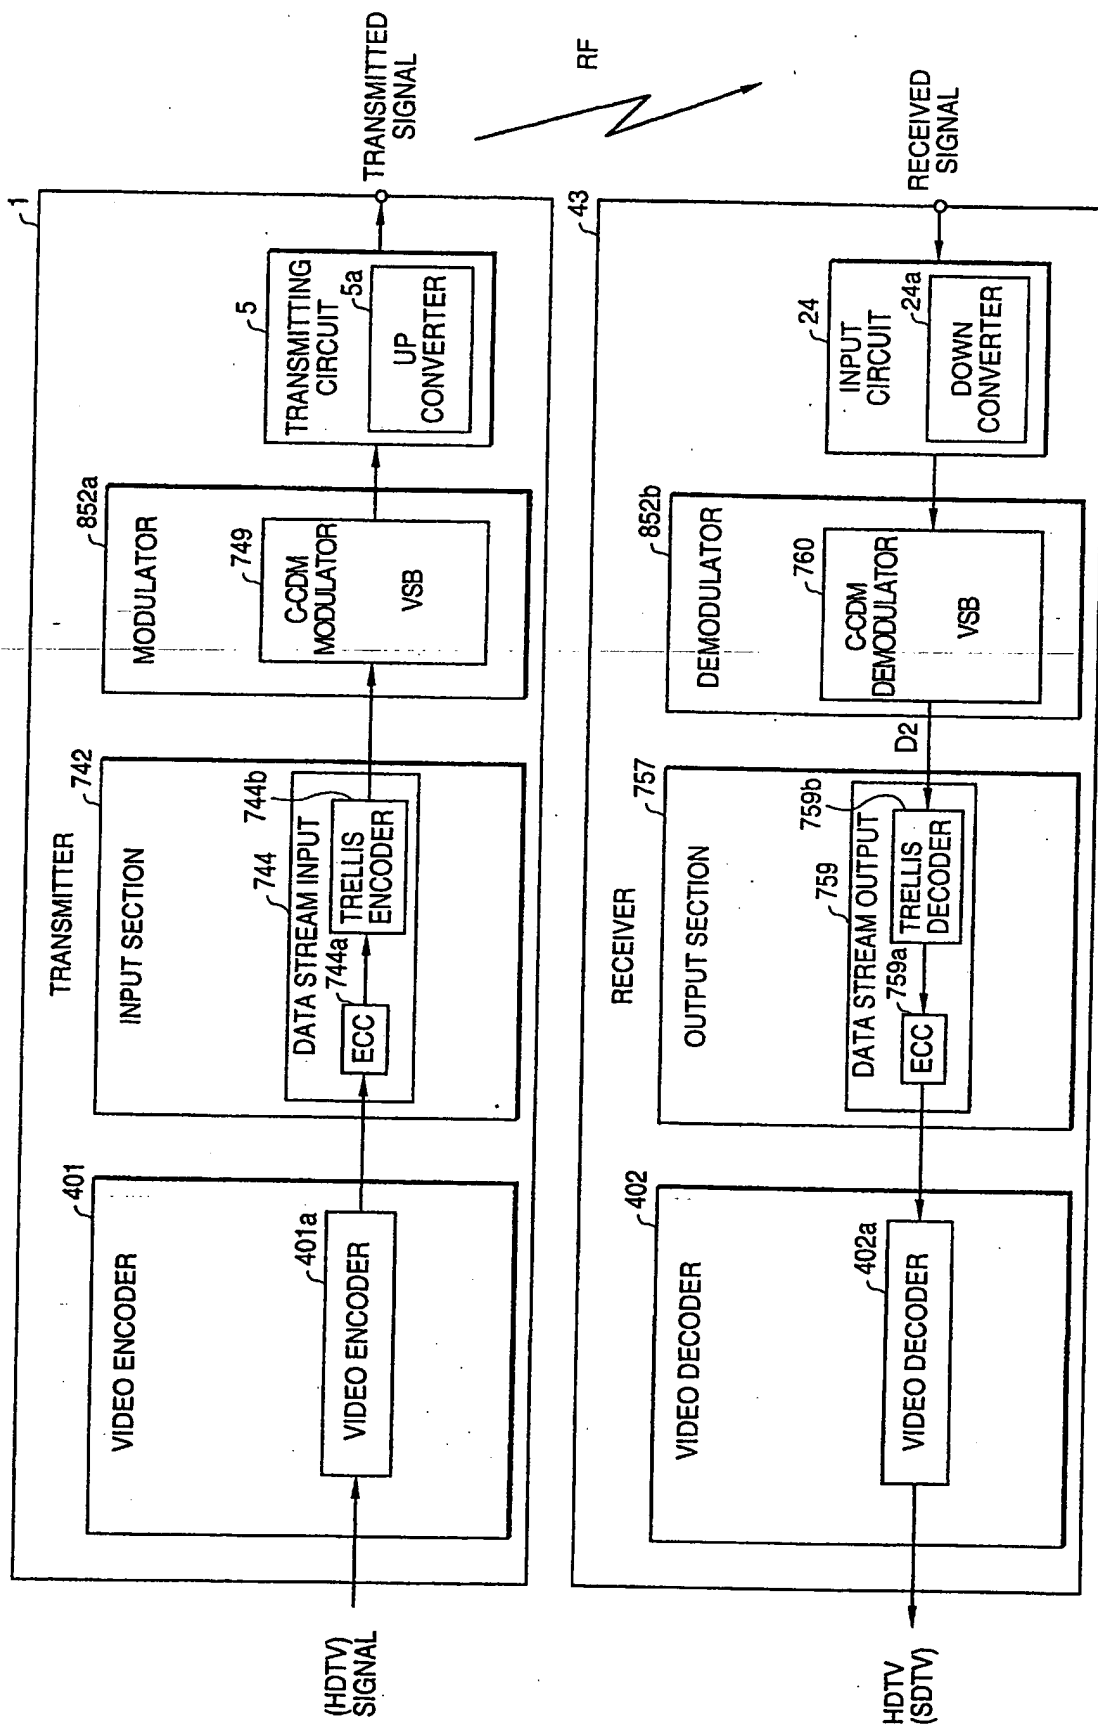 1
TRANSMITTER
(HDTV)
SIGNAL
401
VIDEO ENCODER
401a
VIDEO ENCODER
742
INPUT SECTION
744
DATA STREAM INPUT
744a
ECC
744b
TRELLIS
ENCODER
852a
MODULATOR
749
C-CDM
MODULATOR
VSB
5
TRANSMITTING
CIRCUIT
5a
UP
CONVERTER
TRANSMITTED
SIGNAL
RF
43
RECEIVER
HDTV
(SDTV)
402
VIDEO DECODER
402a
VIDEO DECODER
757
OUTPUT SECTION
759
DATA STREAM OUTPUT
759a
ECC
759b
TRELLIS
DECODER
D2
852b
DEMODULATOR
760
C-CDM
DEMODULATOR
VSB
24
INPUT
CIRCUIT
24a
DOWN
CONVERTER
RECEIVED
SIGNAL